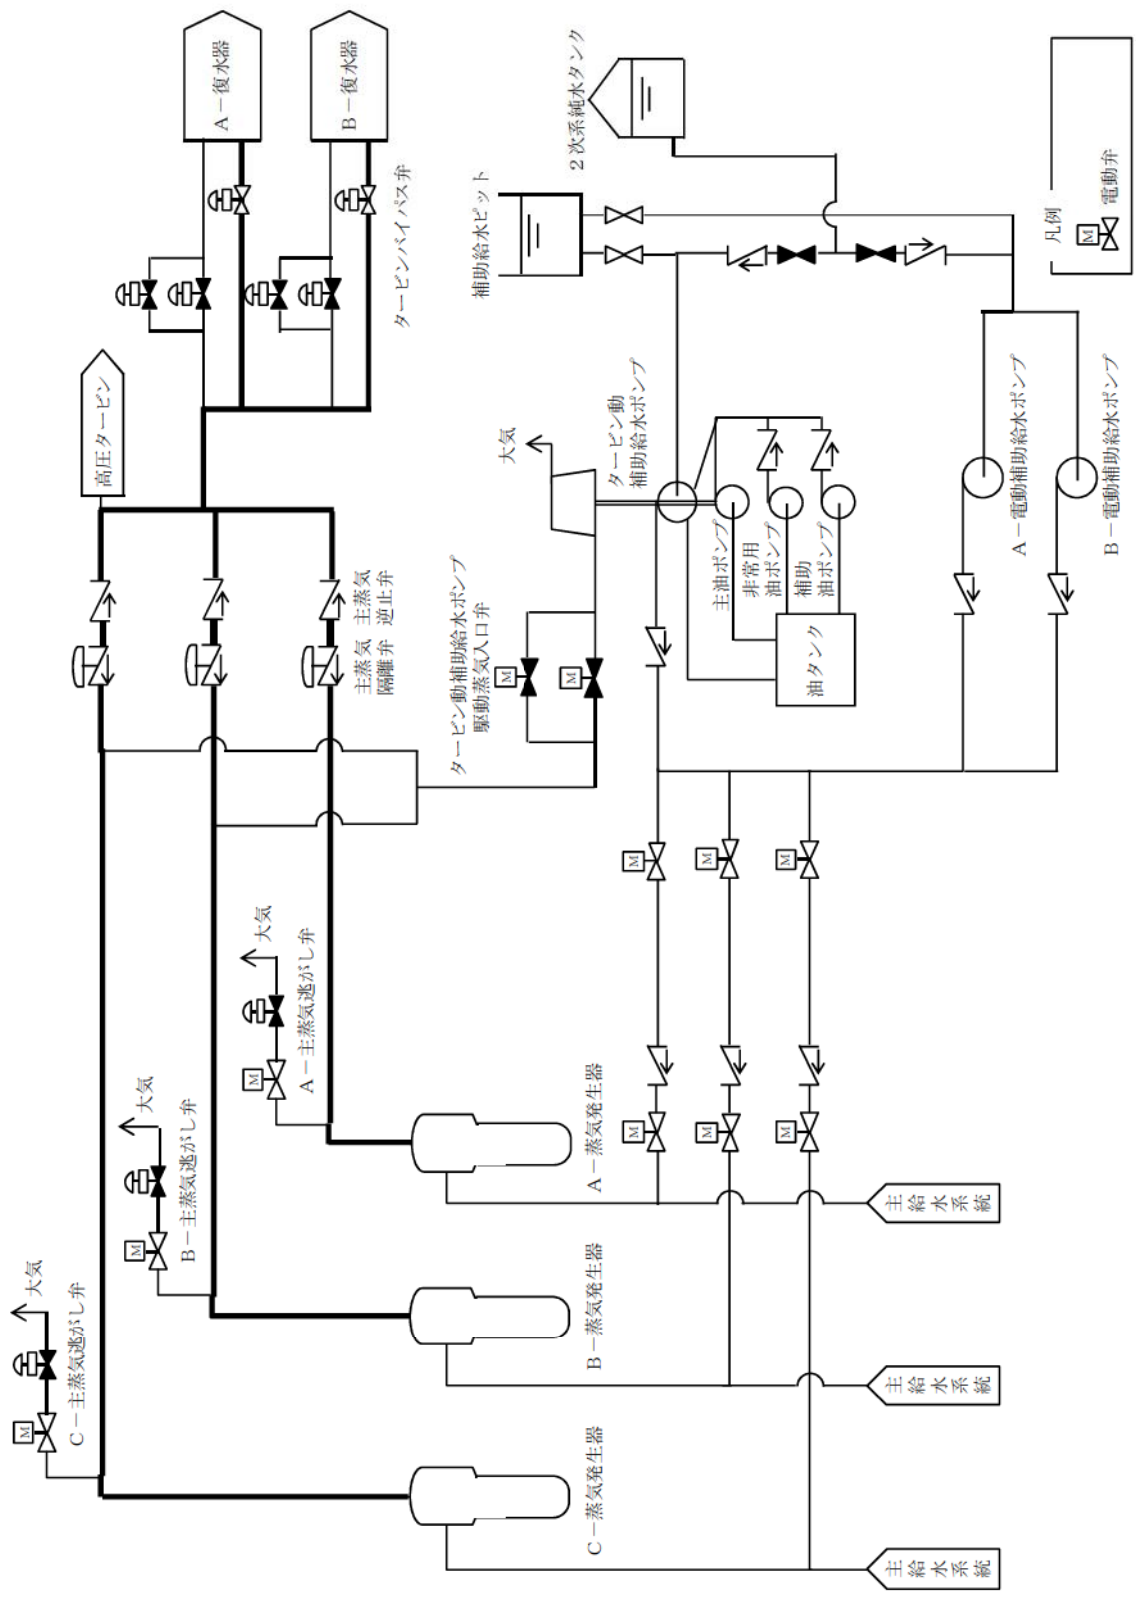 A－復水器
B－復水器
タービンバイパス弁
高圧タービン
2次系純水タンク
補助給水ピット
凡例
M
電動弁
大気
タービン動
補助給水ポンプ
主蒸気
隔離弁
主蒸気
逆止弁
タービン動補助給水ポンプ
駆動蒸気入口弁
M
M
主油ポンプ
非常用
油ポンプ
補助
油ポンプ
油タンク
A－電動補助給水ポンプ
B－電動補助給水ポンプ
M
M
M
M
M
M
大気
M
A－主蒸気逃がし弁
大気
M
B－主蒸気逃がし弁
大気
M
C－主蒸気逃がし弁
A－蒸気発生器
B－蒸気発生器
C－蒸気発生器
主給水系統
主給水系統
主給水系統